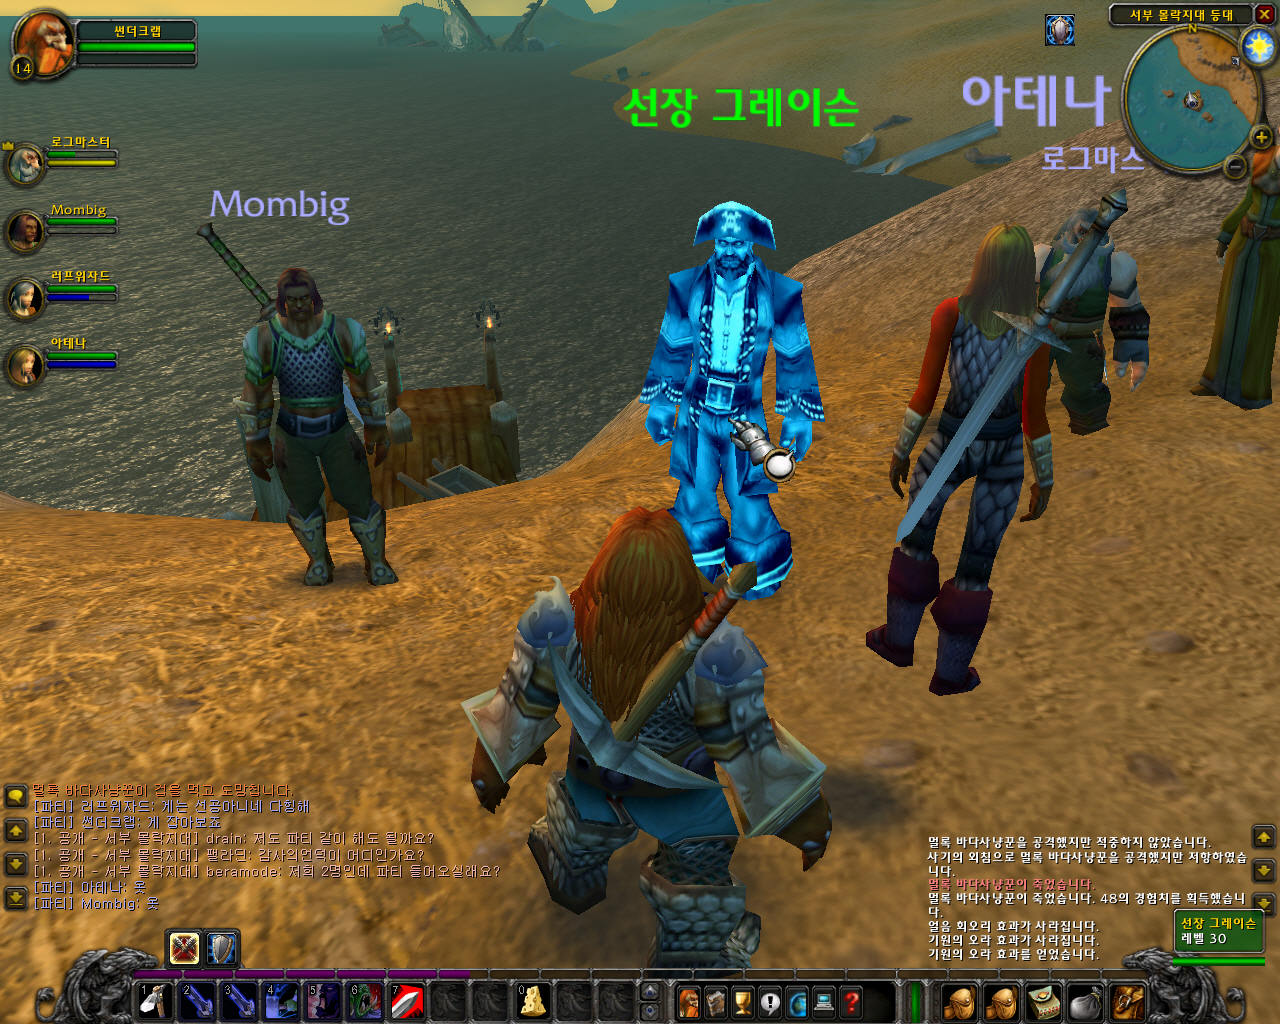 썬더크랩
14
서부 몰락지대 등대
N
선장 그레이슨
아테나
로그마스
로그마스터
Mombig
Mombig
러프위자드
아테나
멀록 바다사냥꾼이 겁을 먹고 도망칩니다.
[파티] 러프위자드: 게는 선공아니네 다행해
[파티] 썬더크랩: 게 잡아보죠
[1. 공개 - 서부 몰락지대] drain: 저도 파티 같이 해도 될까요?
[1. 공개 - 서부 몰락지대] 팰라딘: 감사의언덕이 어디인가요?
[1. 공개 - 서부 몰락지대] beramode: 저희 2명인데 파티 들어오실래요?
[파티] 아테나: 옷
[파티] Mombig: 옷
멀록 바다사냥꾼을 공격했지만 적중하지 않았습니다.
사기의 외침으로 멀록 바다사냥꾼을 공격했지만 저항하였습
니다.
멀록 바다사냥꾼이 죽었습니다.
멀록 바다사냥꾼이 죽었습니다. 48의 경험치를 획득했습니
다.
얼음 회오리 효과가 사라집니다.
기원의 오라 효과가 사라집니다.
기원의 오라 효과를 얻었습니다.
선장 그레이슨
레벨 30
1 2 3 4 5 6 7 0